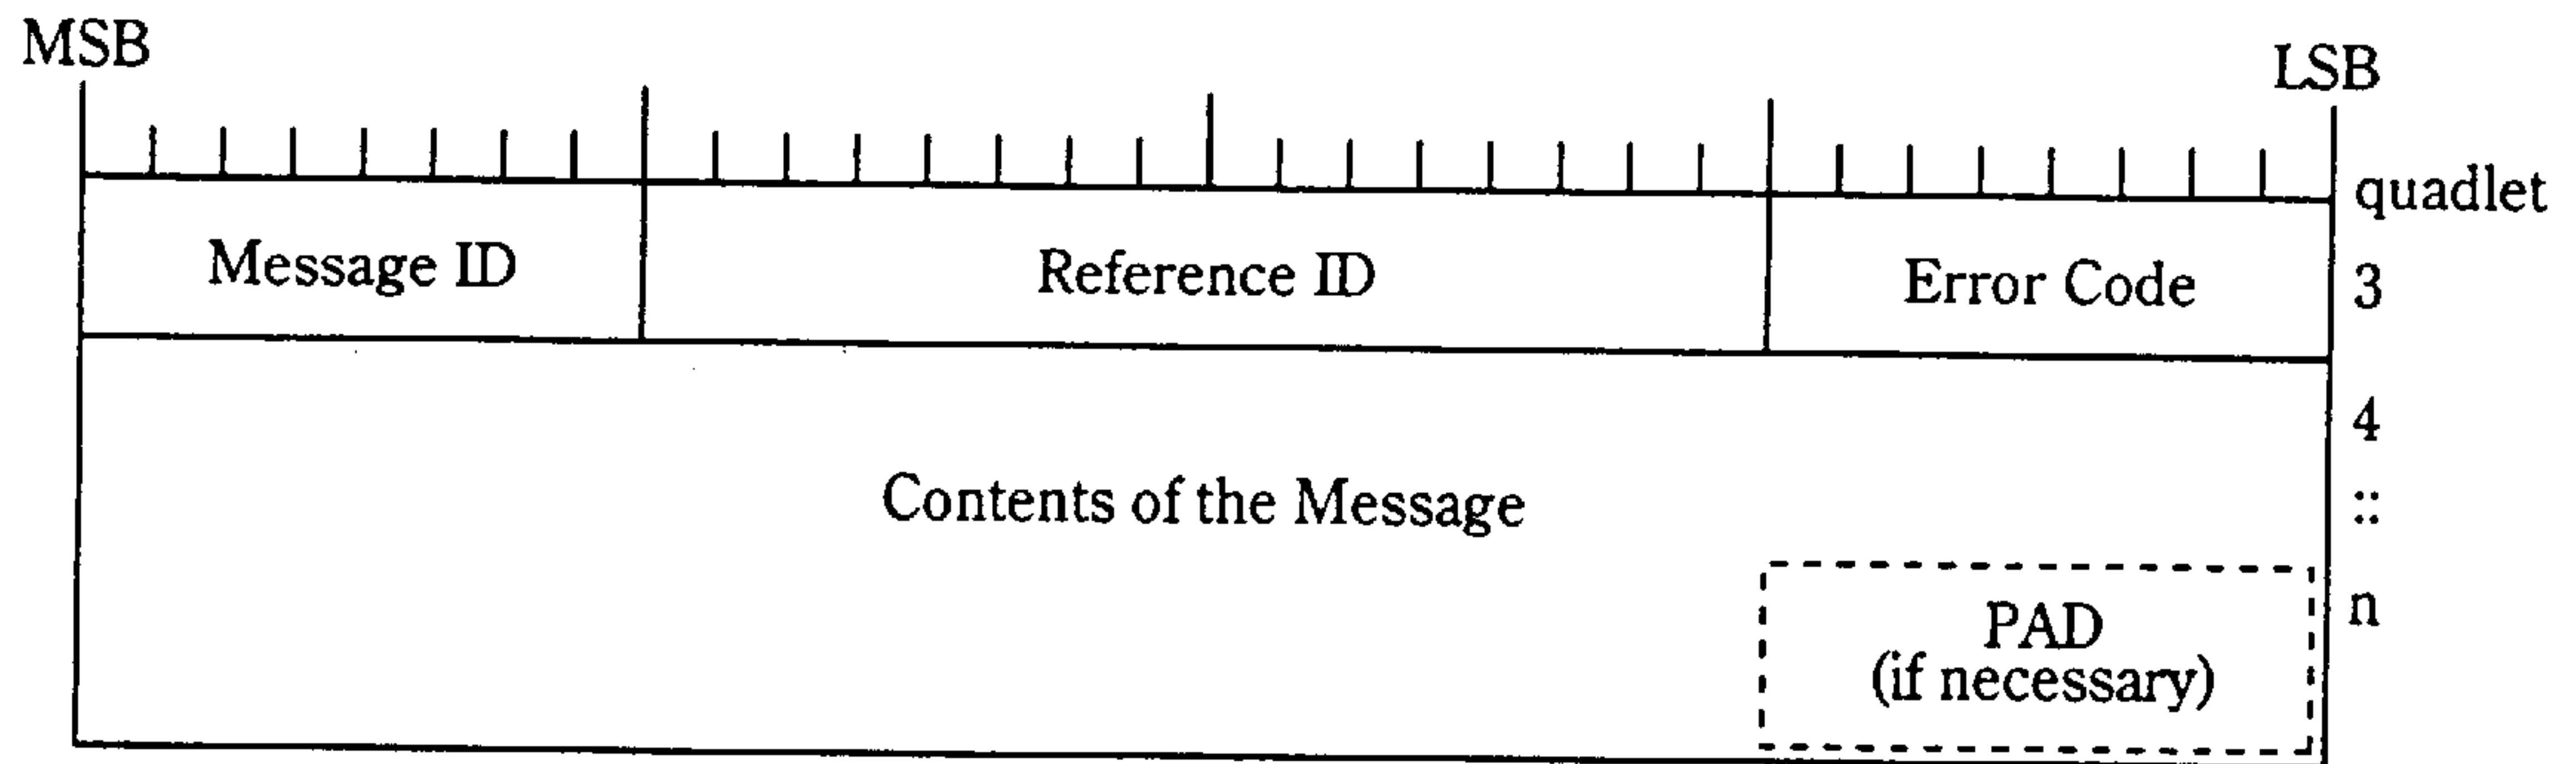 MSB
LSB
quadlet
Message ID
Reference ID
Error Code
3
4
Contents of the Message
::
n
PAD
(if necessary)